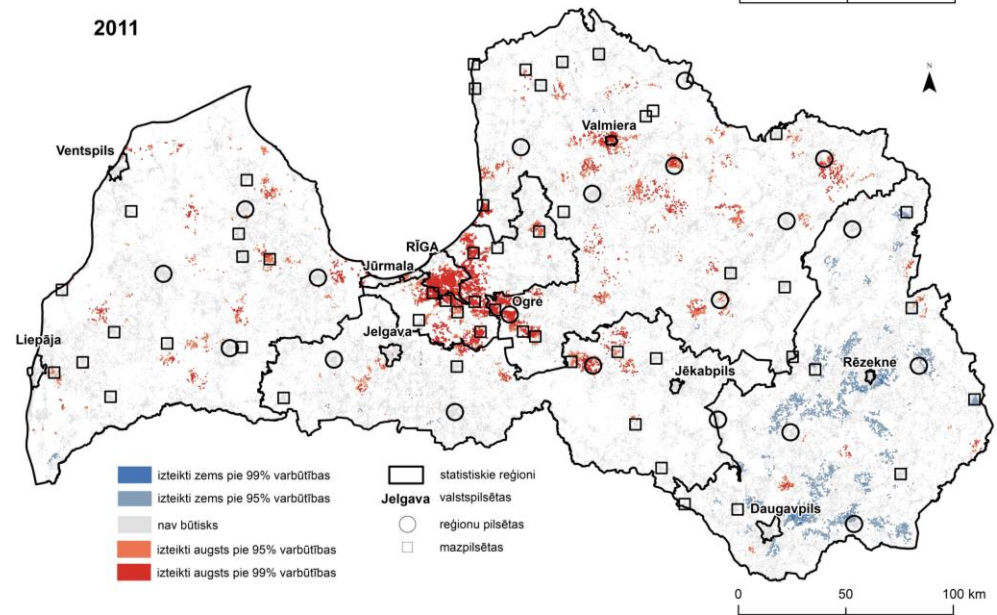 2011
N
Valmiera
Ventspils
RĪGA
Jūrmala
Ogre
Liepāja
Jelgava
Jēkabpils
Rēzekne
Daugavpils
izteikti zems pie 99% varbūtības
izteikti zems pie 95% varbūtības
nav būtisks
izteikti augsts pie 95% varbūtības
izteikti augsts pie 99% varbūtības
statistiskie reģioni
Jelgava valstspilsētas
reģionu pilsētas
mazpilsētas
0 50 100 km